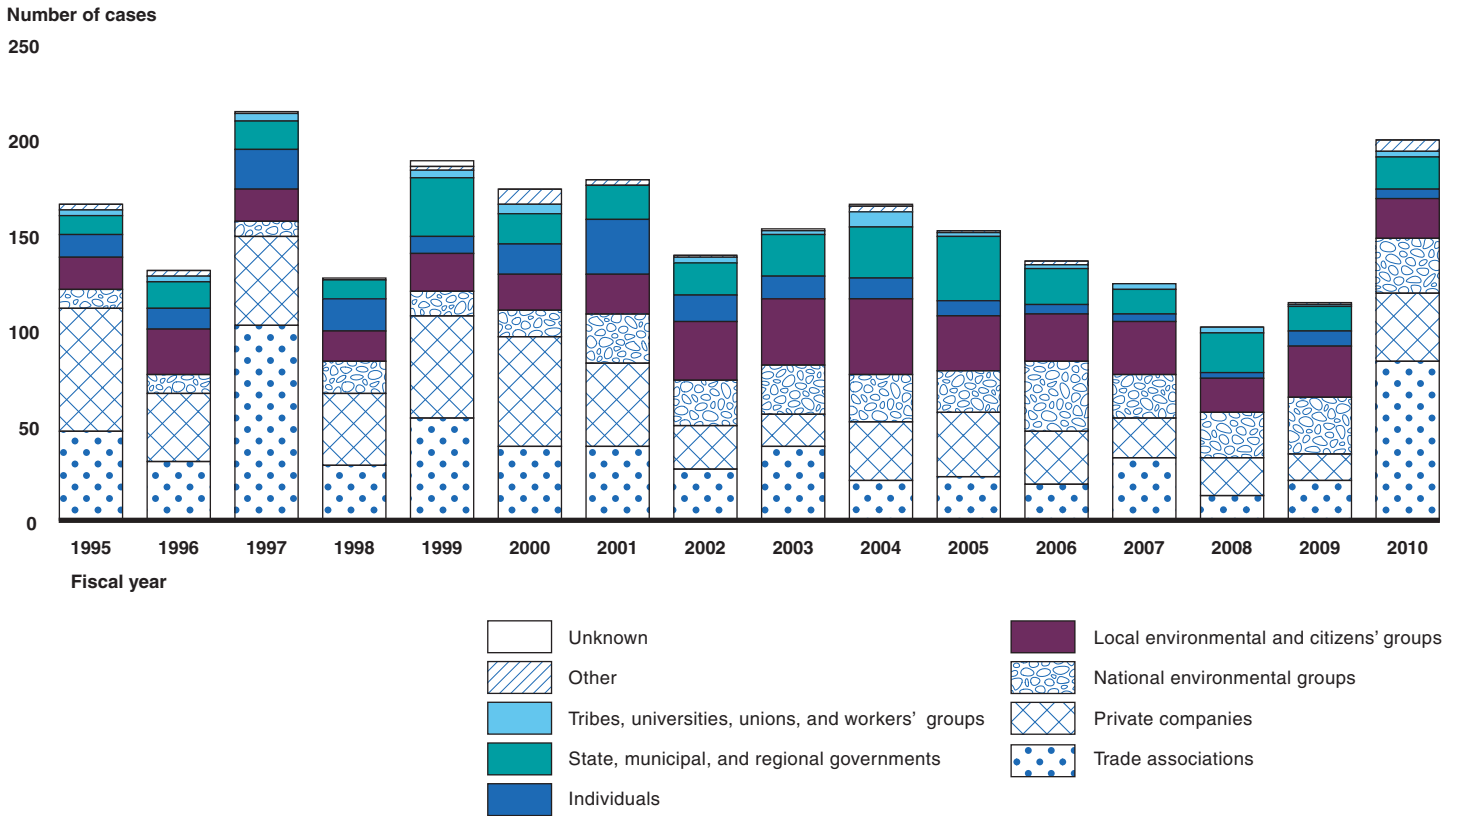 Number of cases
250
200
150
100
50
0
1995 1996 1997 1998 1999 2000 2001 2002 2003 2004 2005 2006 2007 2008 2009 2010
Fiscal year
Unknown
Other
Tribes, universities, unions, and workers’ groups
State, municipal, and regional governments
Individuals
Local environmental and citizens’ groups
National environmental groups
Private companies
Trade associations